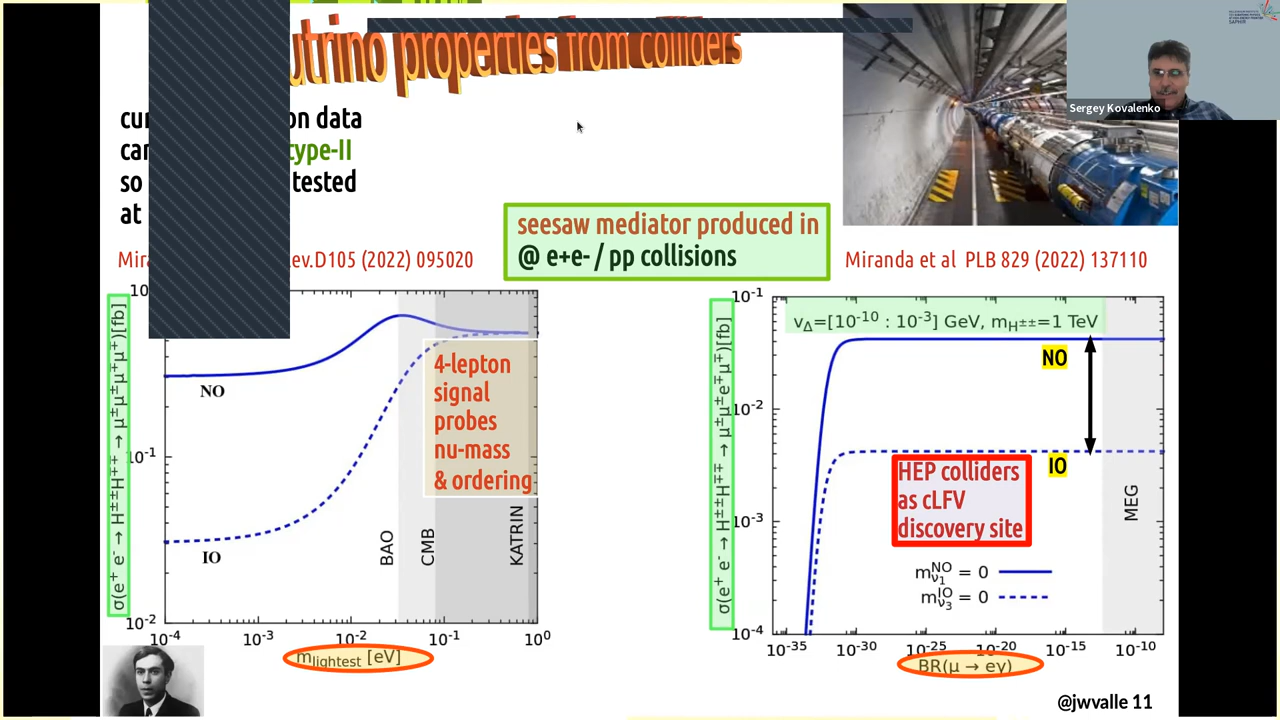 utrino properties from colliders
Sergey Kovalenko
cur on data
can type-II
so tested
at
seesaw mediator produced in
@ e+e- / pp collisions
Mira ev.D105 (2022) 095020
Miranda et al PLB 829 (2022) 137110
σ(e⁺ e⁻ → H±±H∓∓ → μ±μ±μ∓μ∓)[fb]
10⁻¹
10⁻²
NO
IO
4-lepton
signal
probes
nu-mass
& ordering
BAO
CMB
KATRIN
10⁻⁴ 10⁻³ 10⁻² 10⁻¹ 10⁰
m_lightest [eV]
σ(e⁺ e⁻ → H±±H∓∓ → μ±μ±e∓μ∓)[fb]
10⁻¹
10⁻²
10⁻³
10⁻⁴
v_Δ=[10⁻¹⁰ : 10⁻³] GeV, m_H±±=1 TeV
NO
IO
HEP colliders
as cLFV
discovery site
MEG
m^NO_ν1 = 0
m^IO_ν3 = 0
10⁻³⁵ 10⁻³⁰ 10⁻²⁵ 10⁻²⁰ 10⁻¹⁵ 10⁻¹⁰
BR(μ → eγ)
@jwvalle 11